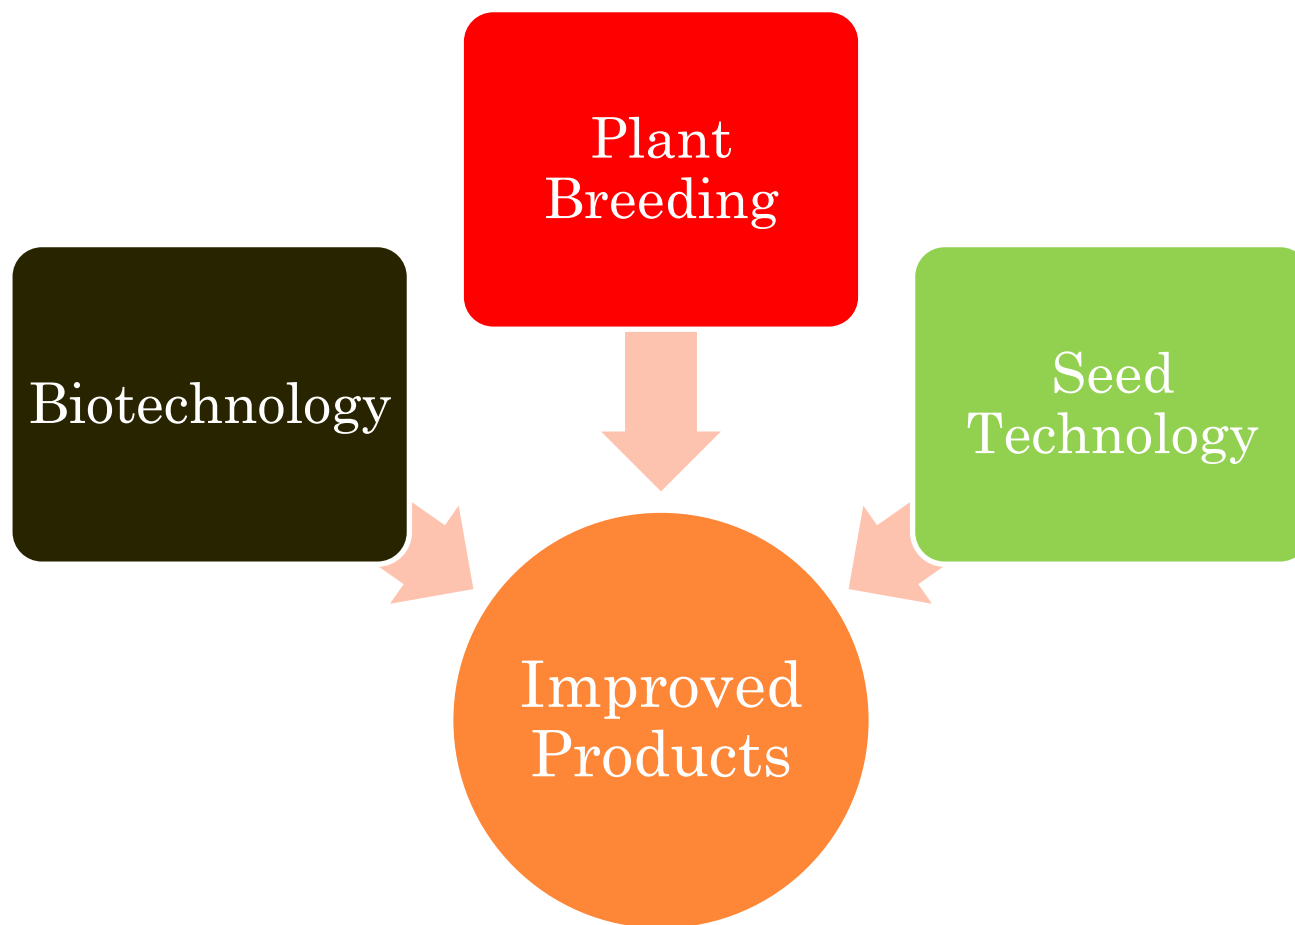 Plant
Breeding
Biotechnology
Seed
Technology
Improved
Products